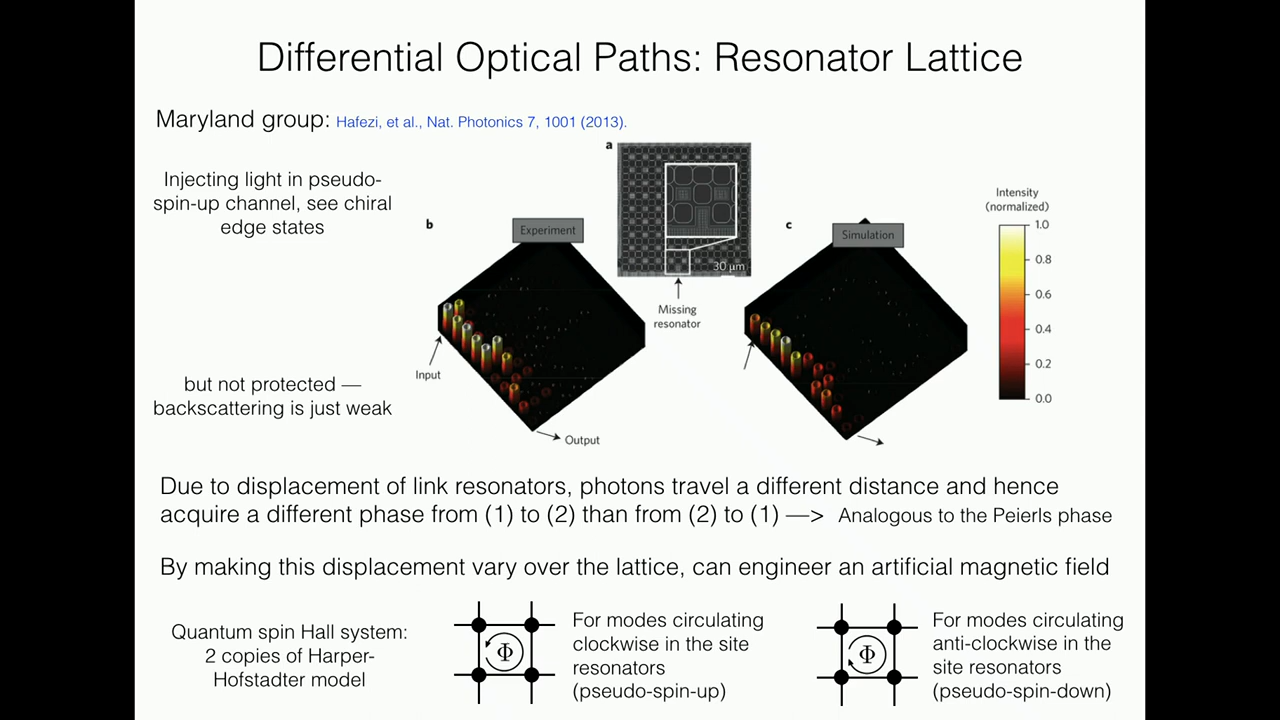 Differential Optical Paths: Resonator Lattice
Maryland group: Hafezi, et al., Nat. Photonics 7, 1001 (2013).
Injecting light in pseudo-
spin-up channel, see chiral
edge states
but not protected —
backscattering is just weak
a
30 μm
Missing
resonator
b
Experiment
Input
Output
c
Simulation
Intensity
(normalized)
1.0
0.8
0.6
0.4
0.2
0.0
Due to displacement of link resonators, photons travel a different distance and hence
acquire a different phase from (1) to (2) than from (2) to (1) —> Analogous to the Peierls phase
By making this displacement vary over the lattice, can engineer an artificial magnetic field
Quantum spin Hall system:
2 copies of Harper-
Hofstadter model
Φ
For modes circulating
clockwise in the site
resonators
(pseudo-spin-up)
Φ
For modes circulating
anti-clockwise in the
site resonators
(pseudo-spin-down)